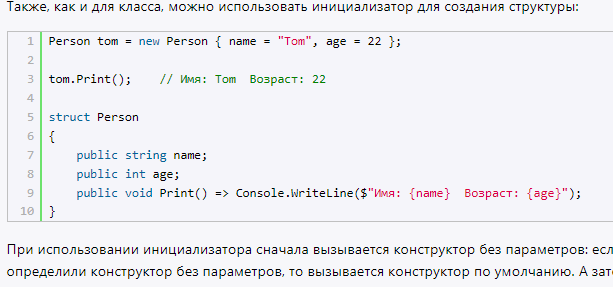 Также, как и для класса, можно использовать инициализатор для создания структуры:
1 Person tom = new Person { name = "Tom", age = 22 };
2
3 tom.Print();    // Имя: Tom  Возраст: 22
4
5 struct Person
6 {
7     public string name;
8     public int age;
9     public void Print() => Console.WriteLine($"Имя: {name}  Возраст: {age}");
10 }
При использовании инициализатора сначала вызывается конструктор без параметров:
определили конструктор без параметров, то вызывается конструктор по умолчанию. А